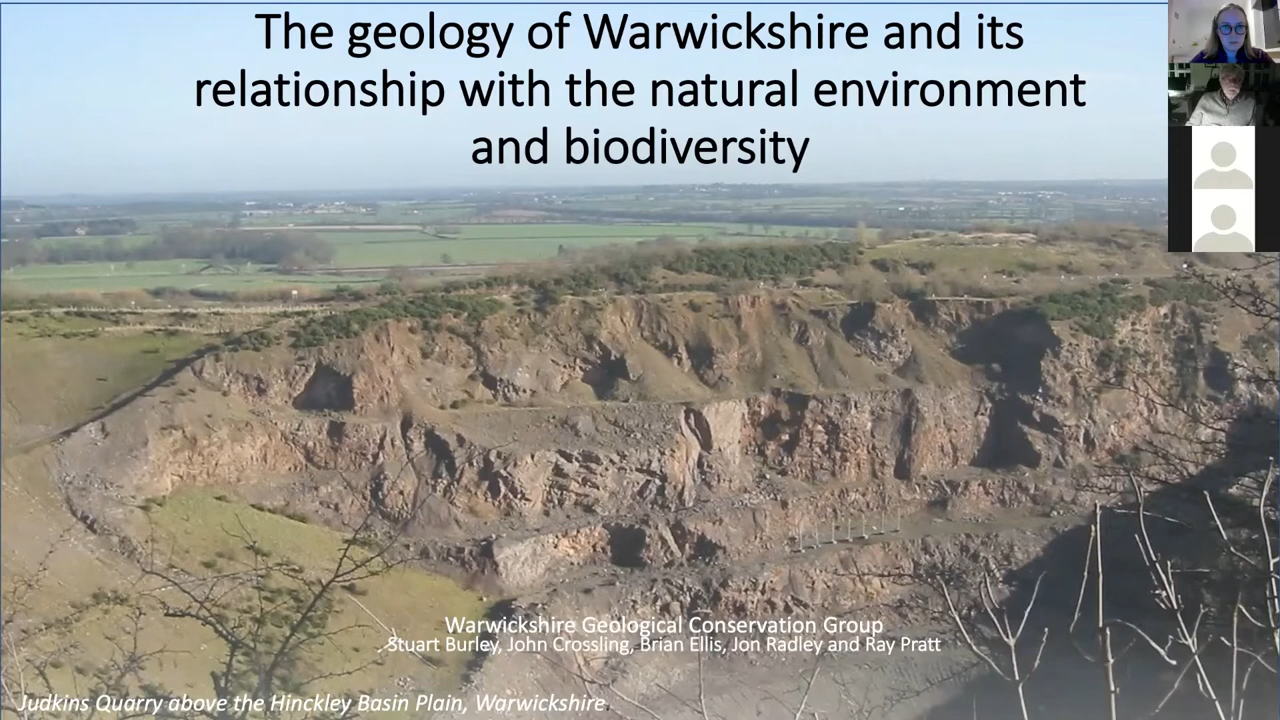 The geology of Warwickshire and its
relationship with the natural environment
and biodiversity
Warwickshire Geological Conservation Group
Stuart Burley, John Crossling, Brian Ellis, Jon Radley and Ray Pratt
Judkins Quarry above the Hinckley Basin Plain, Warwickshire